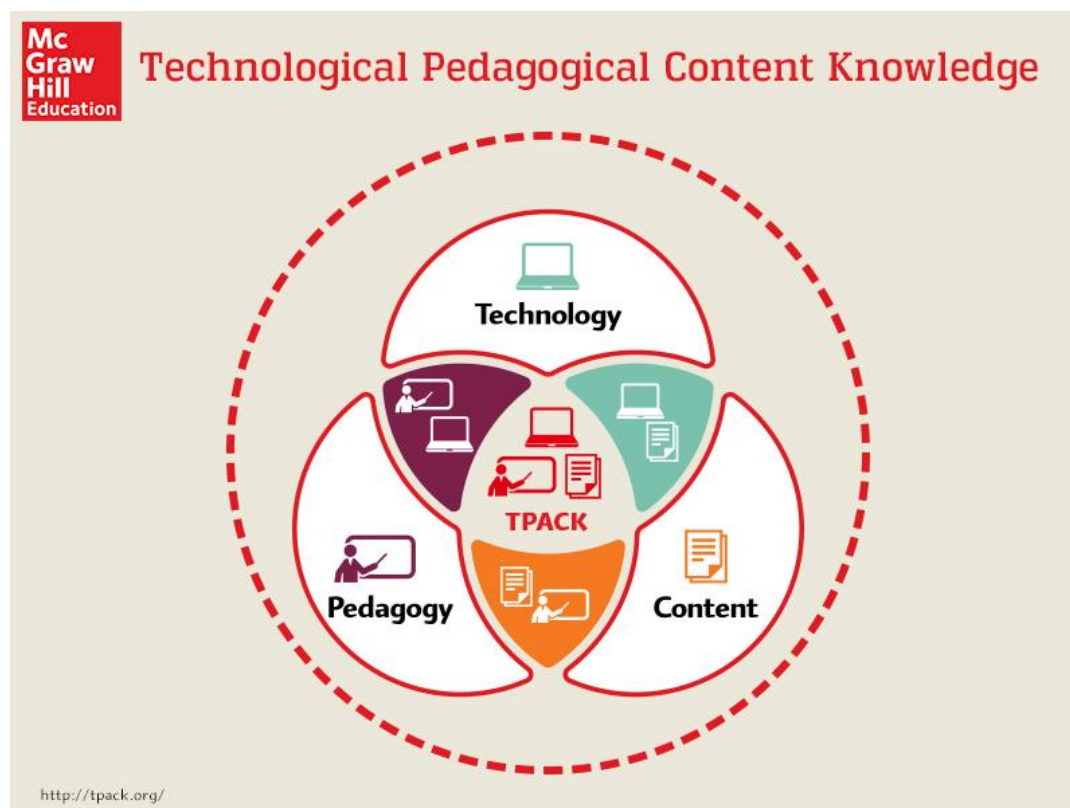 Mc
Graw
Hill
Education
Technological Pedagogical Content Knowledge
Technology
TPACK
Pedagogy
Content
http://tpack.org/